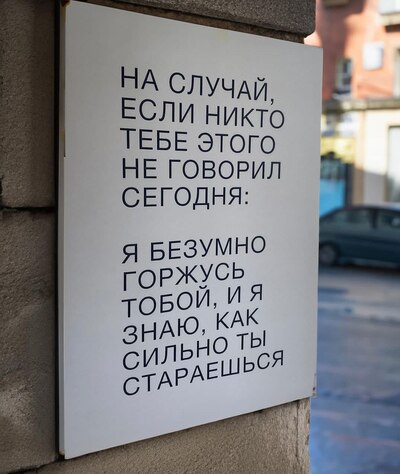 НА СЛУЧАЙ,
ЕСЛИ НИКТО
ТЕБЕ ЭТОГО
НЕ ГОВОРИЛ
СЕГОДНЯ:
Я БЕЗУМНО
ГОРЖУСЬ
ТОБОЙ, И Я
ЗНАЮ, КАК
СИЛЬНО ТЫ
СТАРАЕШЬСЯ